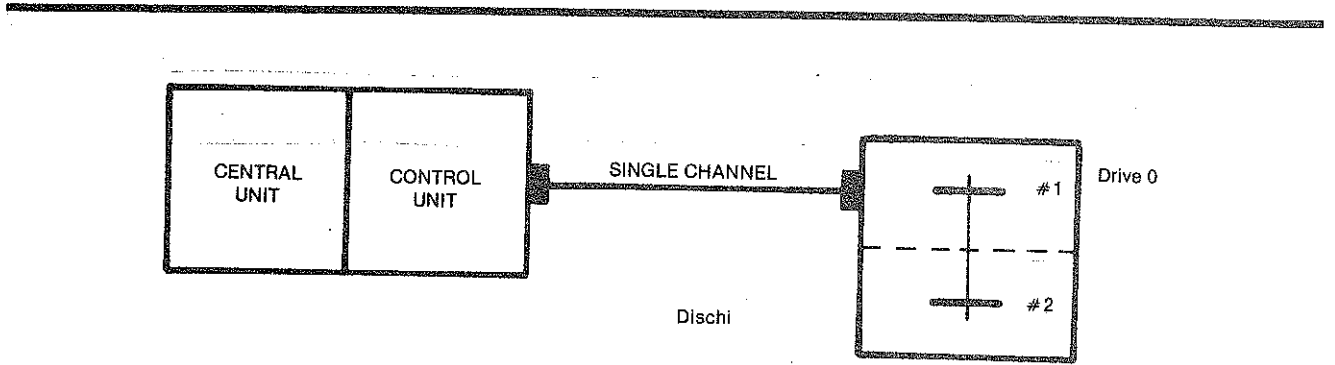 CENTRAL
UNIT
CONTROL
UNIT
SINGLE CHANNEL
#1
Drive 0
#2
Dischi